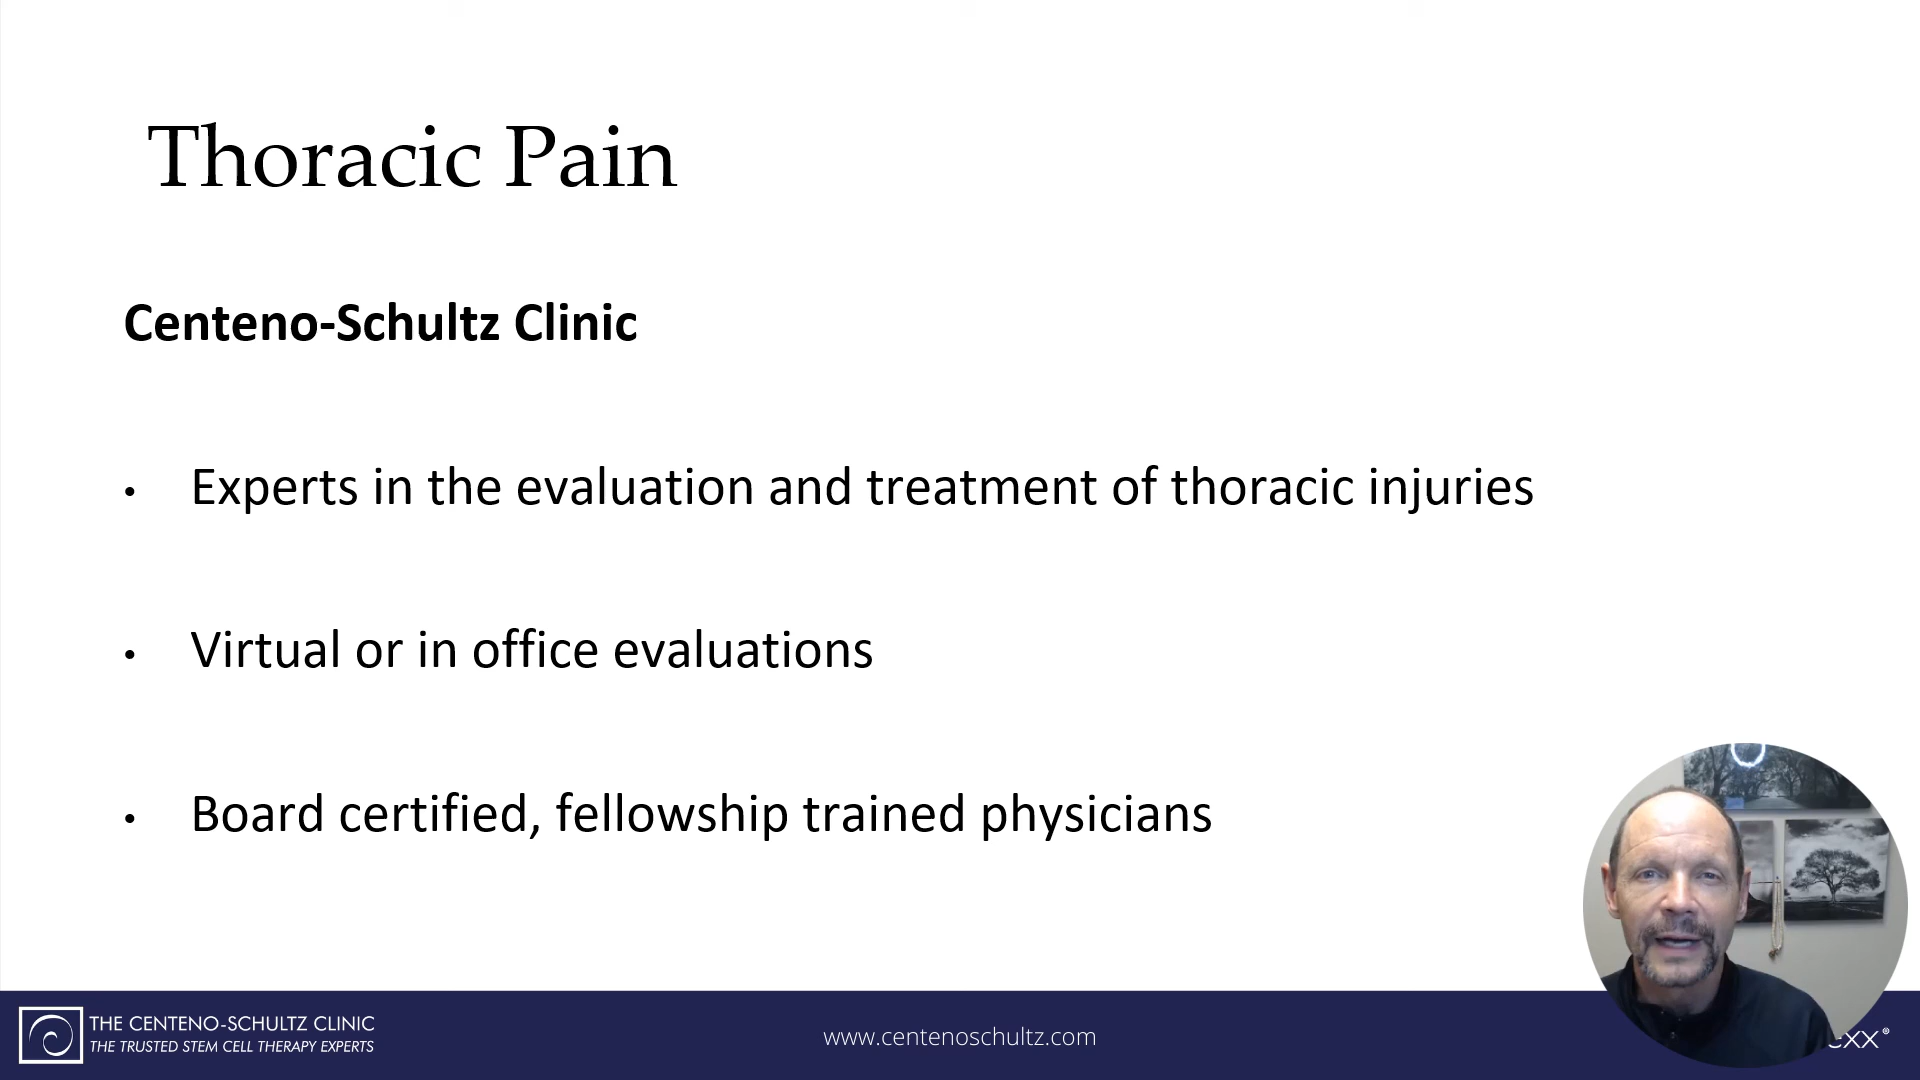 Thoracic Pain
Centeno-Schultz Clinic
• Experts in the evaluation and treatment of thoracic injuries
• Virtual or in office evaluations
• Board certified, fellowship trained physicians
THE CENTENO-SCHULTZ CLINIC
THE TRUSTED STEM CELL THERAPY EXPERTS
www.centenoschultz.com